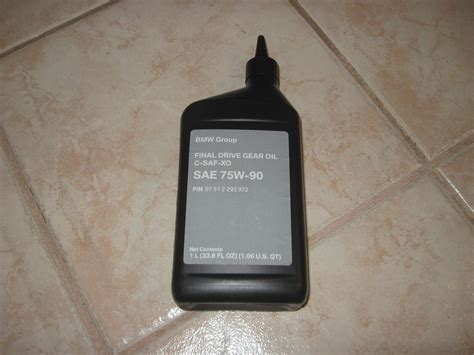 BMW Group
FINAL DRIVE GEAR OIL
C-SAF-XO
SAE 75W-90
P/N 07 51 2 293 972
Net Contents
1 L (33.8 FL OZ) (1.06 U.S. QT)